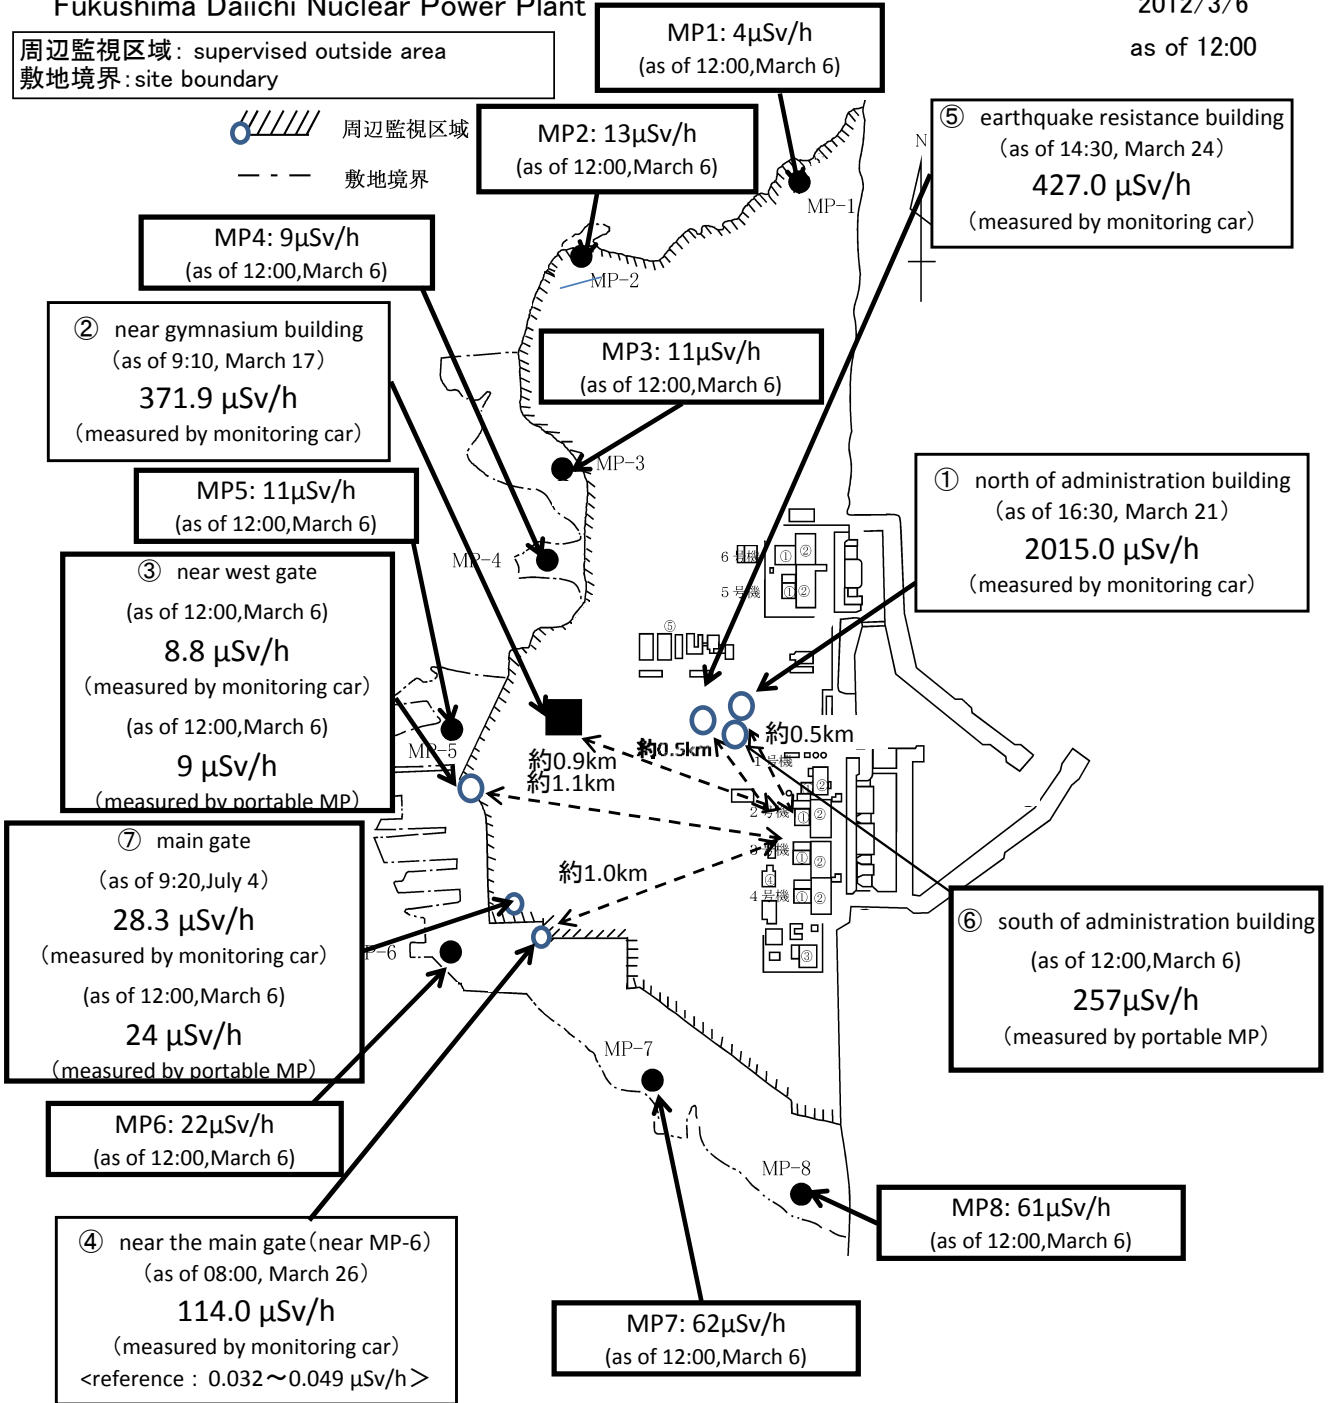 Fukushima Daiichi Nuclear Power Plant
2012/3/6
as of 12:00
周辺監視区域: supervised outside area
敷地境界:site boundary
周辺監視区域
敷地境界
MP1: 4μSv/h
(as of 12:00,March 6)
MP2: 13μSv/h
(as of 12:00,March 6)
⑤ earthquake resistance building
(as of 14:30, March 24)
427.0 μSv/h
(measured by monitoring car)
N
MP-1
MP4: 9μSv/h
(as of 12:00,March 6)
MP-2
② near gymnasium building
(as of 9:10, March 17)
371.9 μSv/h
(measured by monitoring car)
MP3: 11μSv/h
(as of 12:00,March 6)
MP-3
MP5: 11μSv/h
(as of 12:00,March 6)
① north of administration building
(as of 16:30, March 21)
2015.0 μSv/h
(measured by monitoring car)
MP-4
6号機
①
②
5号機
①
②
③ near west gate
(as of 12:00,March 6)
8.8 μSv/h
(measured by monitoring car)
(as of 12:00,March 6)
9 μSv/h
(measured by portable MP)
⑤
MP-5
約0.9km
約1.1km
約0.5km
約0.5km
1号機
②
2号機
①
②
3号機
①
②
④
4号機
①
②
③
約1.0km
⑦ main gate
(as of 9:20,July 4)
28.3 μSv/h
(measured by monitoring car)
(as of 12:00,March 6)
24 μSv/h
(measured by portable MP)
P-6
⑥ south of administration building
(as of 12:00,March 6)
257μSv/h
(measured by portable MP)
MP-7
MP6: 22μSv/h
(as of 12:00,March 6)
MP-8
MP8: 61μSv/h
(as of 12:00,March 6)
④ near the main gate(near MP-6)
(as of 08:00, March 26)
114.0 μSv/h
(measured by monitoring car)
<reference : 0.032～0.049 μSv/h＞
MP7: 62μSv/h
(as of 12:00,March 6)